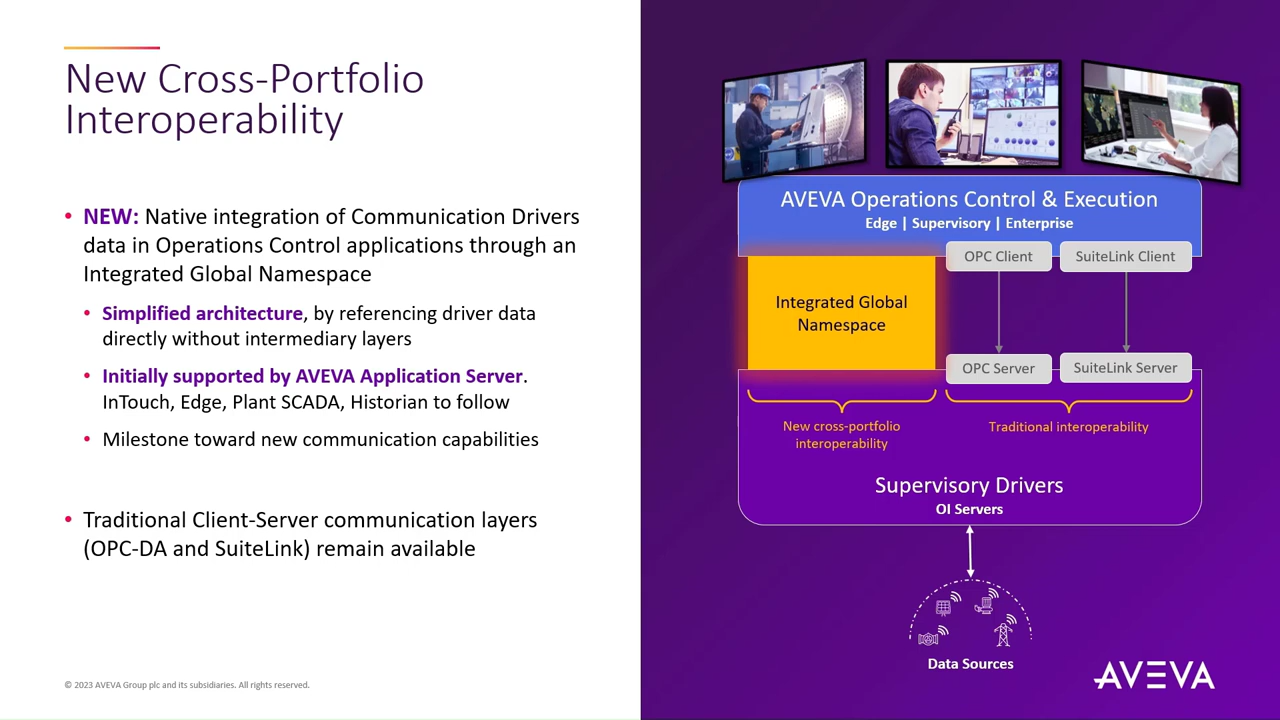 New Cross-Portfolio
Interoperability
• NEW: Native integration of Communication Drivers
data in Operations Control applications through an
Integrated Global Namespace
• Simplified architecture, by referencing driver data
directly without intermediary layers
• Initially supported by AVEVA Application Server.
InTouch, Edge, Plant SCADA, Historian to follow
• Milestone toward new communication capabilities
• Traditional Client-Server communication layers
(OPC-DA and SuiteLink) remain available
© 2023 AVEVA Group plc and its subsidiaries. All rights reserved.
AVEVA Operations Control & Execution
Edge | Supervisory | Enterprise
OPC Client
SuiteLink Client
Integrated Global
Namespace
OPC Server
SuiteLink Server
New cross-portfolio
interoperability
Traditional interoperability
Supervisory Drivers
OI Servers
Data Sources
AVEVA